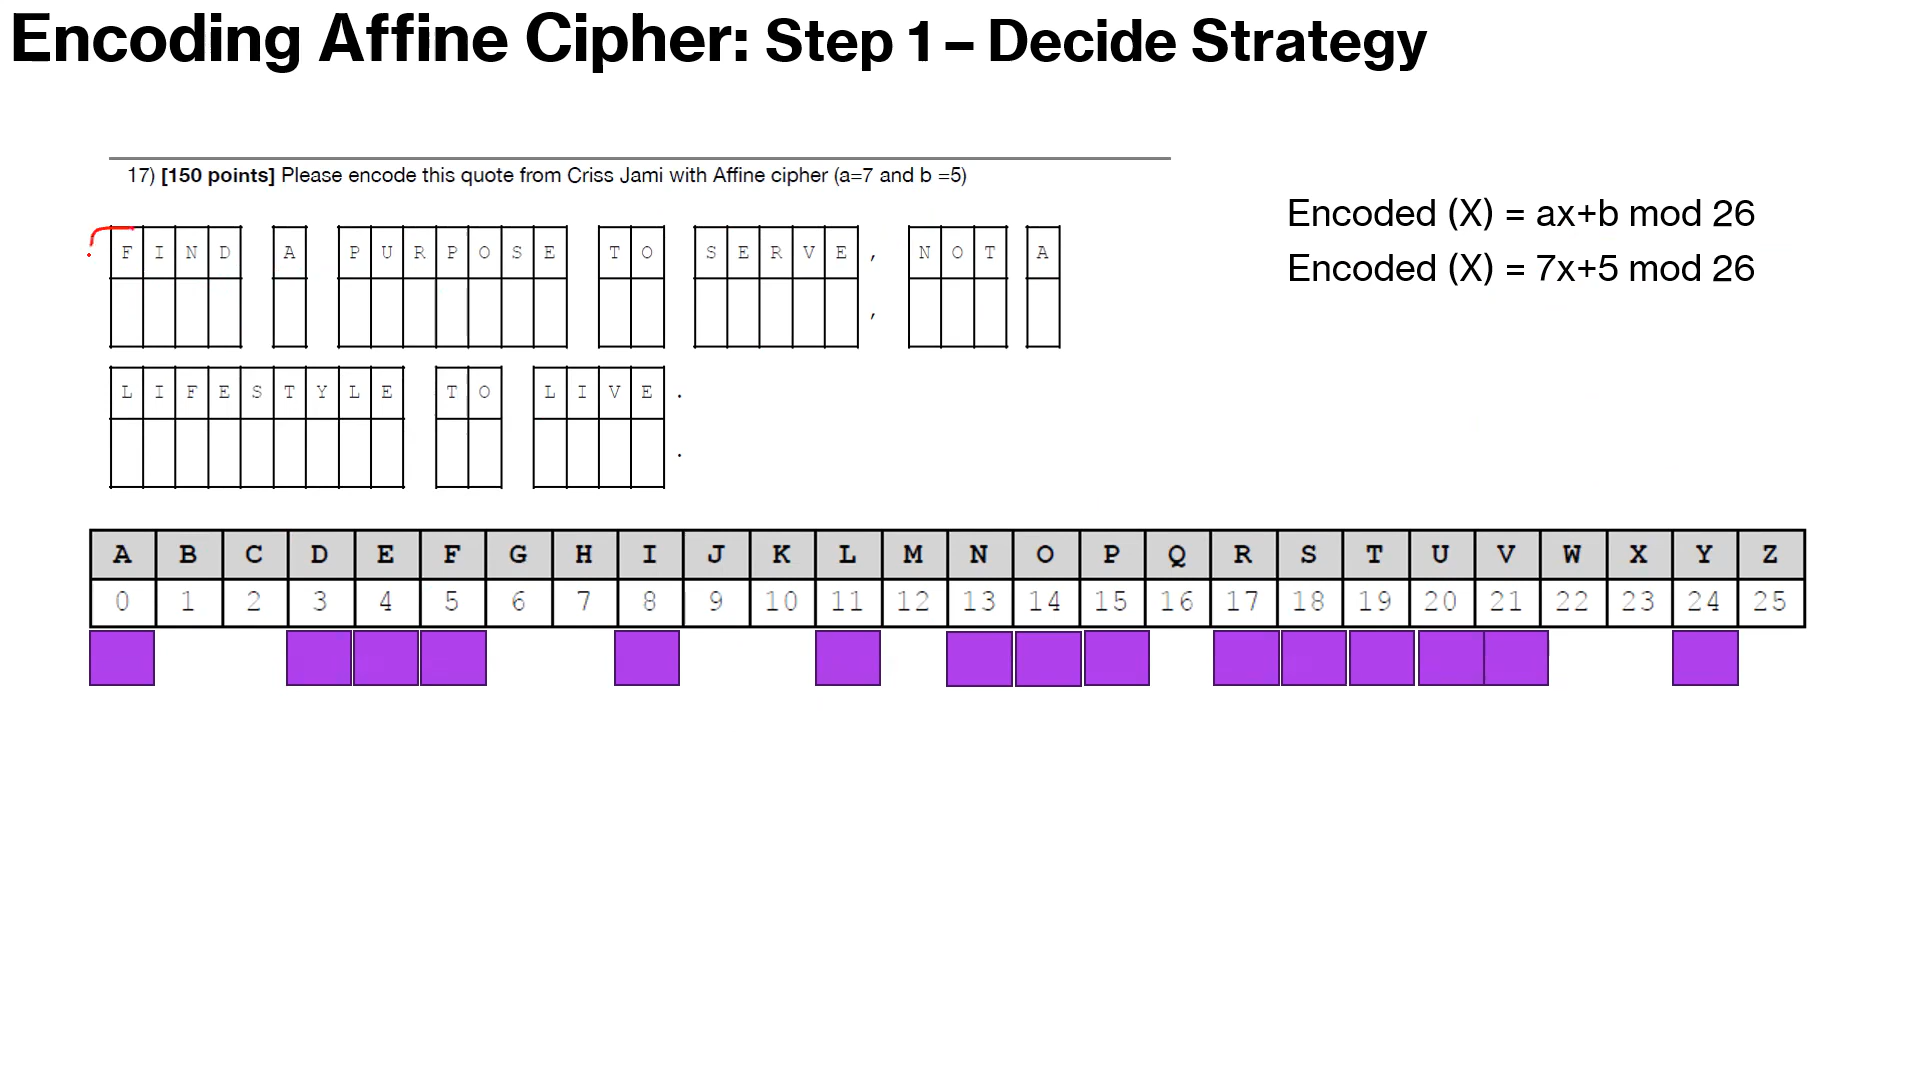 Encoding Affine Cipher: Step 1 – Decide Strategy
17) [150 points] Please encode this quote from Criss Jami with Affine cipher (a=7 and b =5)
Encoded (X) = ax+b mod 26
Encoded (X) = 7x+5 mod 26
F I N D A P U R P O S E T O S E R V E , N O T A
,
L I F E S T Y L E T O L I V E .
.
A B C D E F G H I J K L M N O P Q R S T U V W X Y Z
0 1 2 3 4 5 6 7 8 9 10 11 12 13 14 15 16 17 18 19 20 21 22 23 24 25